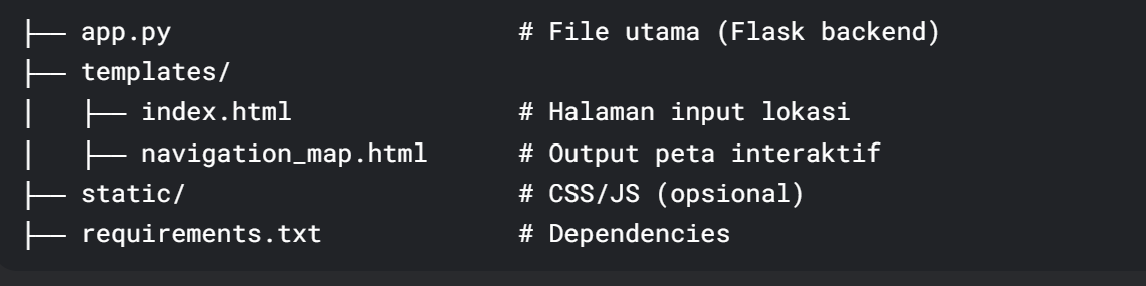 ├── app.py                       # File utama (Flask backend)
├── templates/
│   ├── index.html               # Halaman input lokasi
│   ├── navigation_map.html      # Output peta interaktif
├── static/                      # CSS/JS (opsional)
├── requirements.txt             # Dependencies